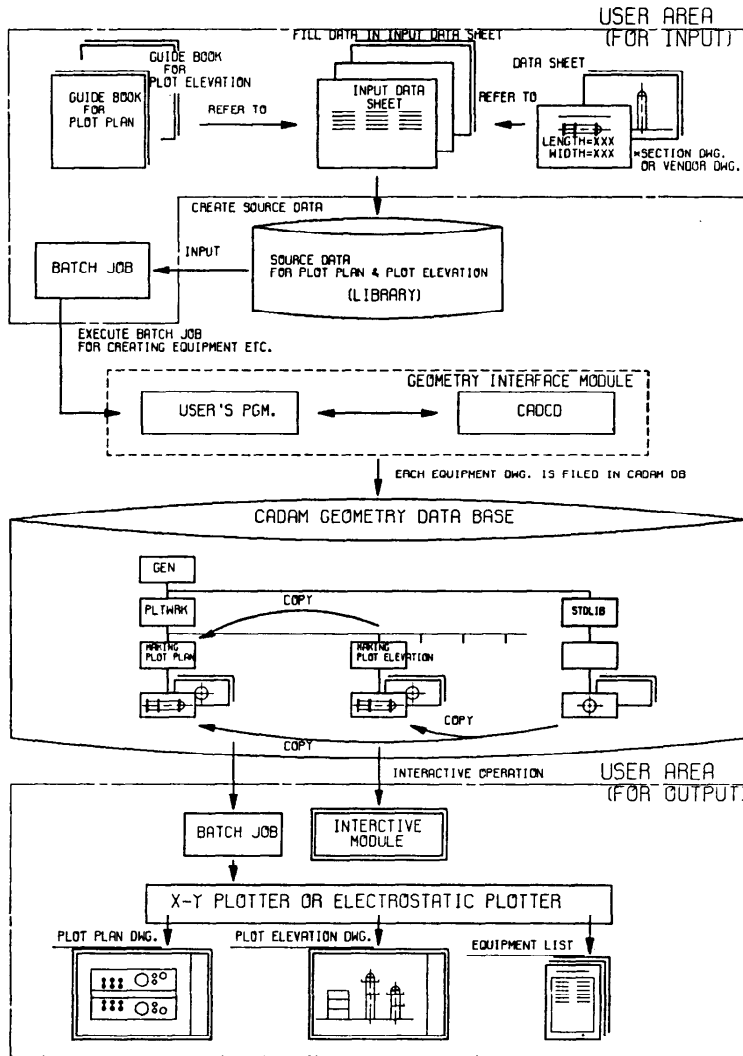 USER AREA
(FOR INPUT)
FILL DATA IN INPUT DATA SHEET
GUIDE BOOK
FOR
PLOT ELEVATION
GUIDE BOOK
FOR
PLOT PLAN
REFER TO
INPUT DATA
SHEET
REFER TO
DATA SHEET
LENGTH=XXX
WIDTH=XXX
*SECTION DWG.
OR VENDOR DWG.
CREATE SOURCE DATA
BATCH JOB
INPUT
SOURCE DATA
FOR PLOT PLAN & PLOT ELEVATION
(LIBRARY)
EXECUTE BATCH JOB
FOR CREATING EQUIPMENT ETC.
GEOMETRY INTERFACE MODULE
USER'S PGM.
CADCD
EACH EQUIPMENT DWG. IS FILED IN CADAM DB
CADAM GEOMETRY DATA BASE
GEN
PLTWRK
COPY
STDLIB
MAKING
PLOT PLAN
MAKING
PLOT ELEVATION
COPY
COPY
INTERACTIVE OPERATION
USER AREA
(FOR OUTPUT)
BATCH JOB
INTERCTIVE
MODULE
X-Y PLOTTER OR ELECTROSTATIC PLOTTER
PLOT PLAN DWG.
PLOT ELEVATION DWG.
EQUIPMENT LIST